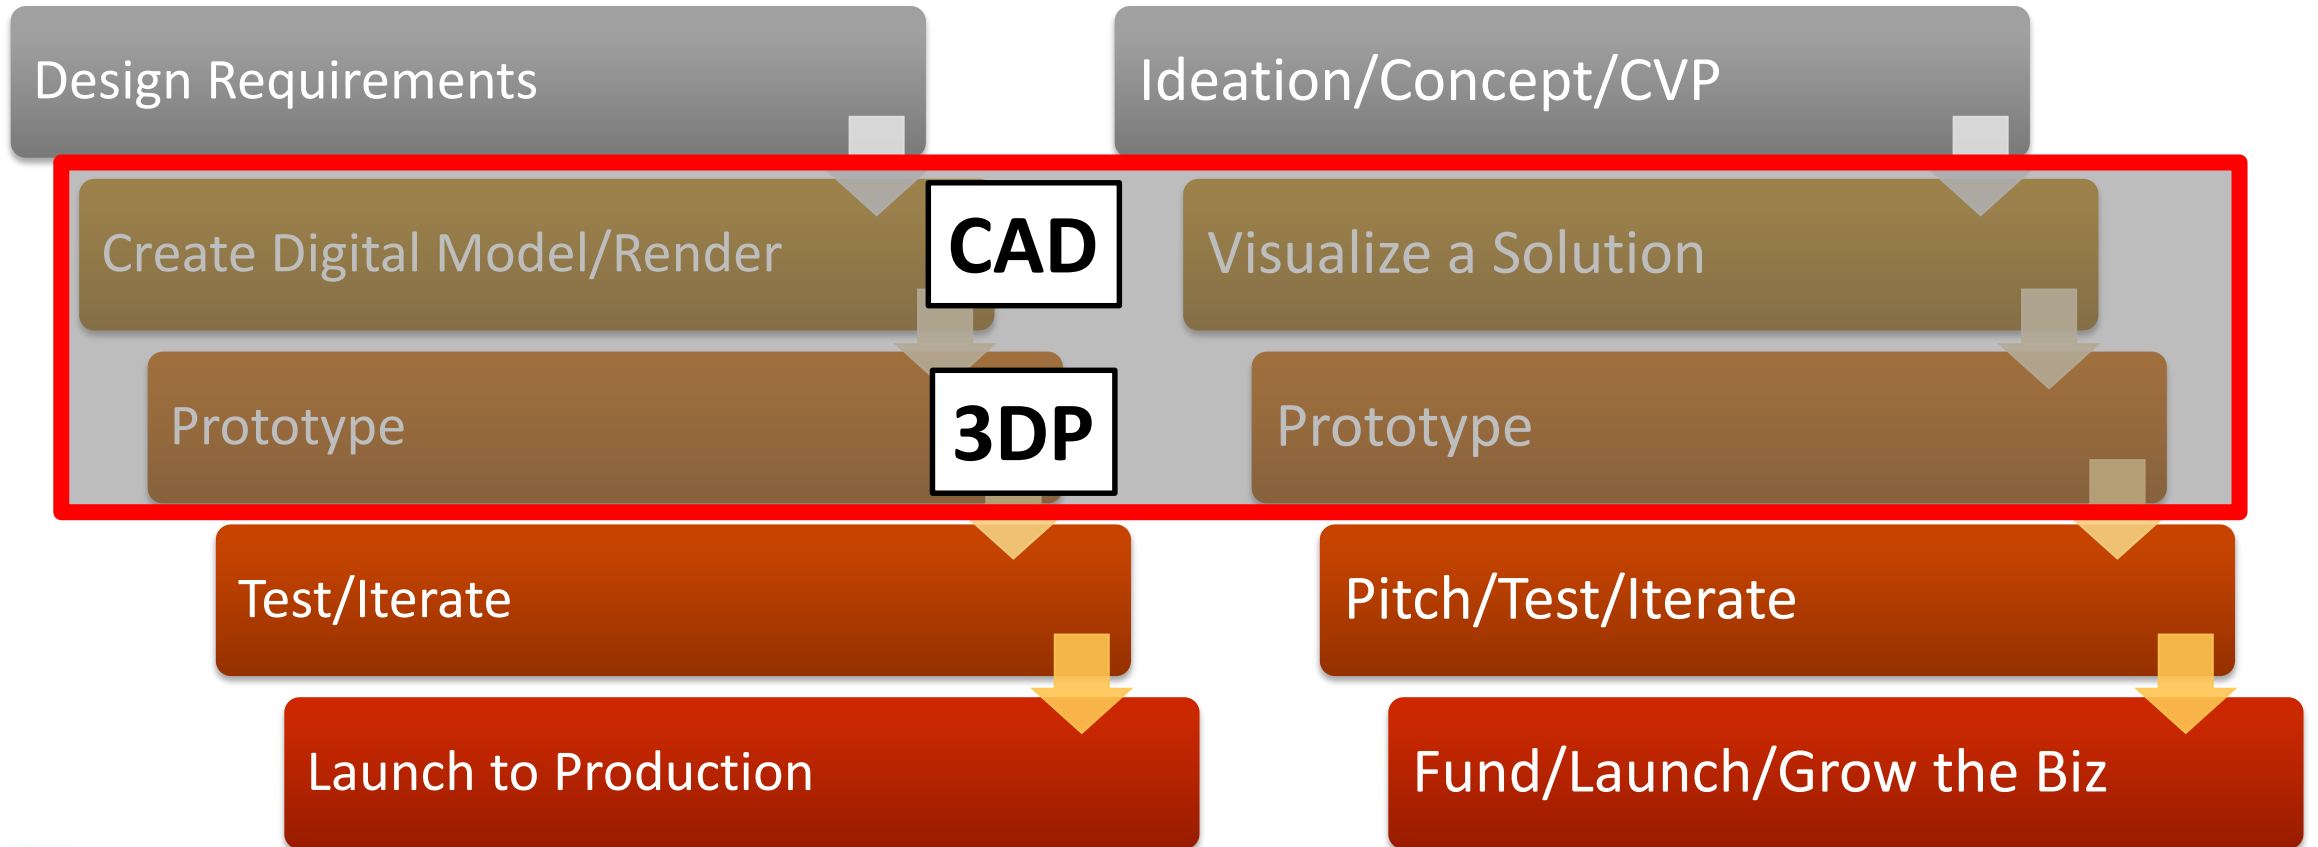 Design Requirements
Ideation/Concept/CVP
Create Digital Model/Render
CAD
Visualize a Solution
Prototype
3DP
Prototype
Test/Iterate
Pitch/Test/Iterate
Launch to Production
Fund/Launch/Grow the Biz